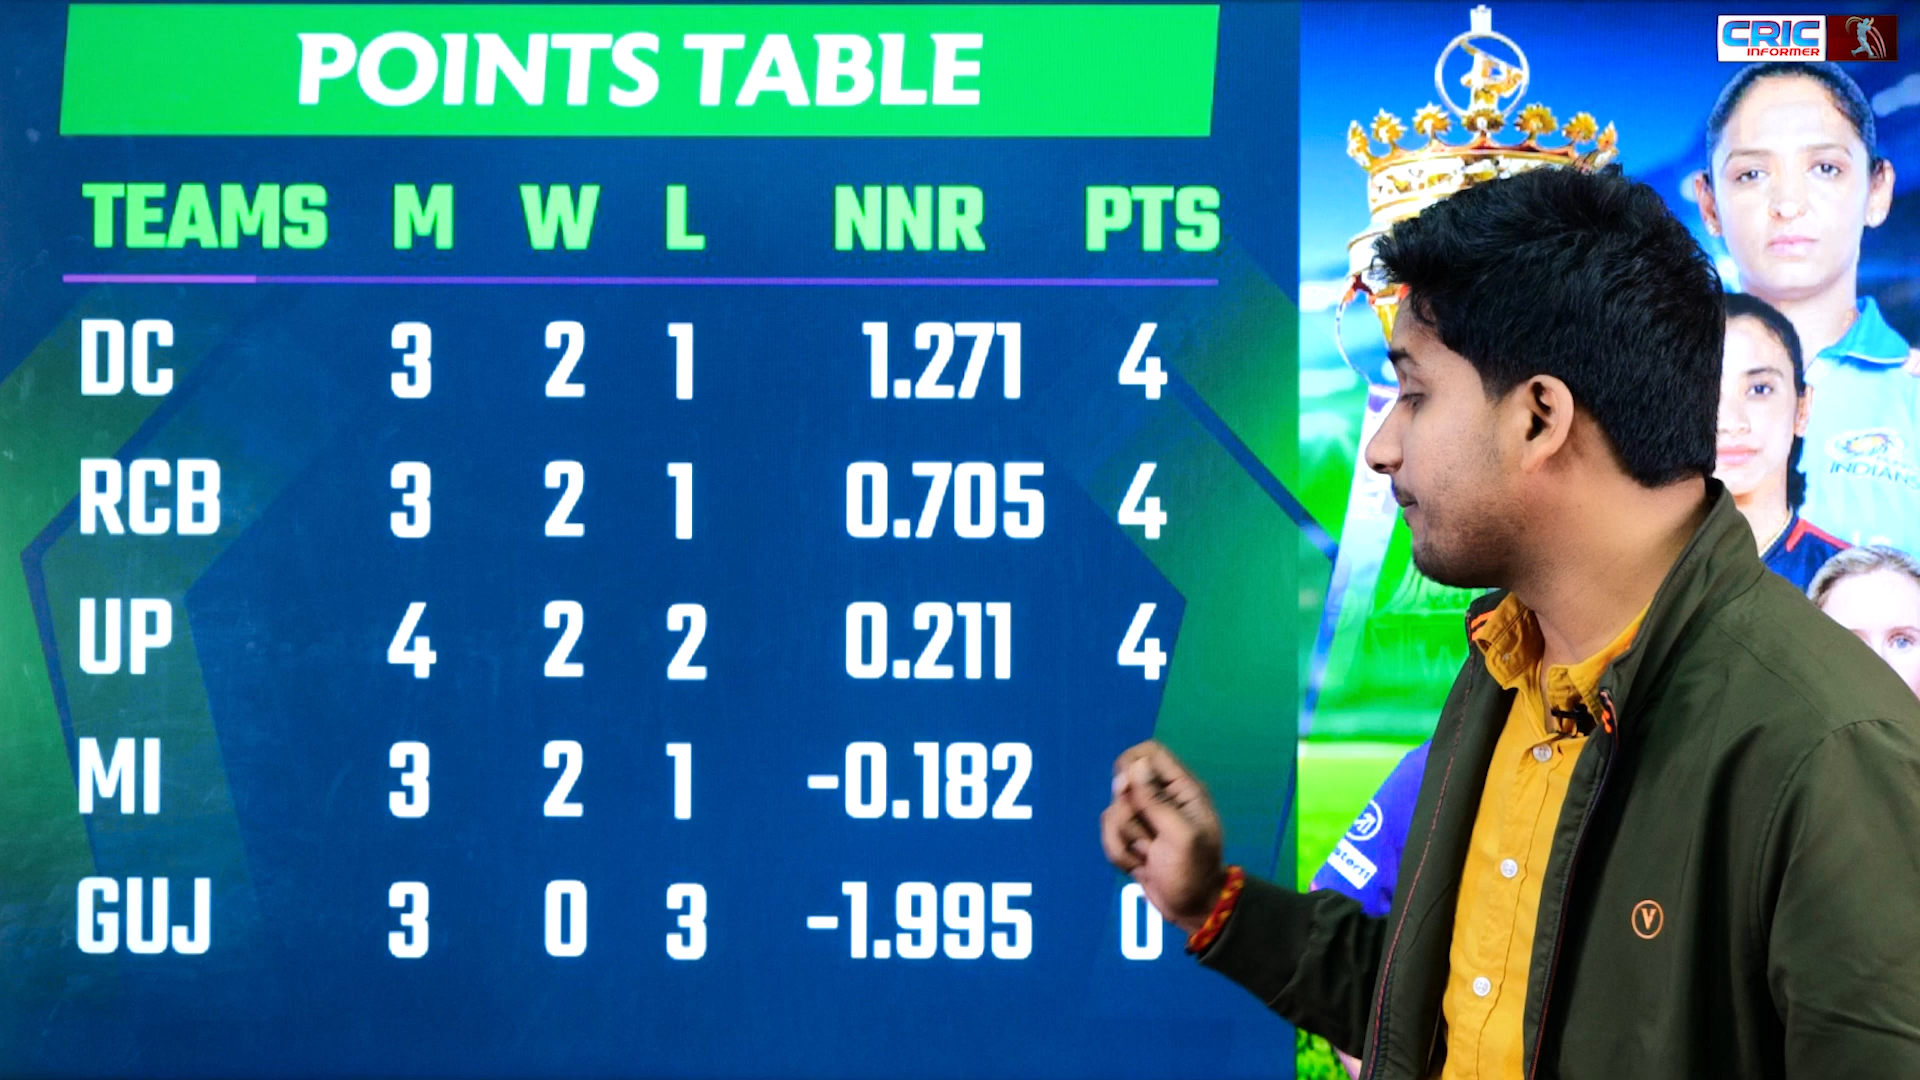 CRIC
INFORMER
POINTS TABLE
TEAMS M W L NNR PTS
DC 3 2 1 1.271 4
RCB 3 2 1 0.705 4
UP 4 2 2 0.211 4
MI 3 2 1 -0.182
GUJ 3 0 3 -1.995 0
INDIANS
V